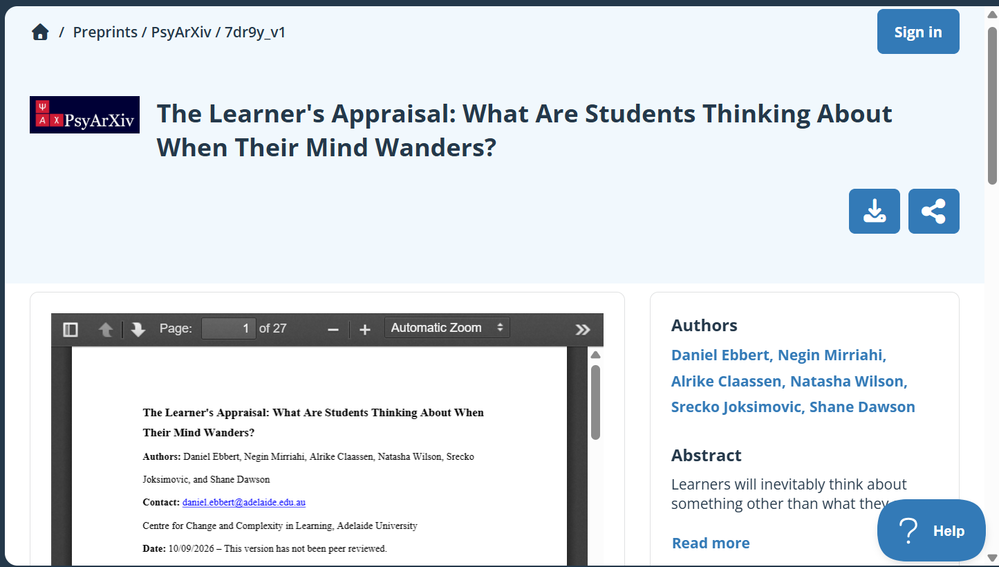 / Preprints / PsyArXiv / 7dr9y_v1
Sign in
Ψ
A χ PsyArXiv
The Learner's Appraisal: What Are Students Thinking About
When Their Mind Wanders?
Page: 1 of 27
Automatic Zoom
The Learner's Appraisal: What Are Students Thinking About When
Their Mind Wanders?
Authors: Daniel Ebbert, Negin Mirriahi, Alrike Claassen, Natasha Wilson, Srecko
Joksimovic, and Shane Dawson
Contact: daniel.ebbert@adelaide.edu.au
Centre for Change and Complexity in Learning, Adelaide University
Date: 10/09/2026 – This version has not been peer reviewed.
Authors
Daniel Ebbert, Negin Mirriahi,
Alrike Claassen, Natasha Wilson,
Srecko Joksimovic, Shane Dawson
Abstract
Learners will inevitably think about
something other than what they
Read more
? Help